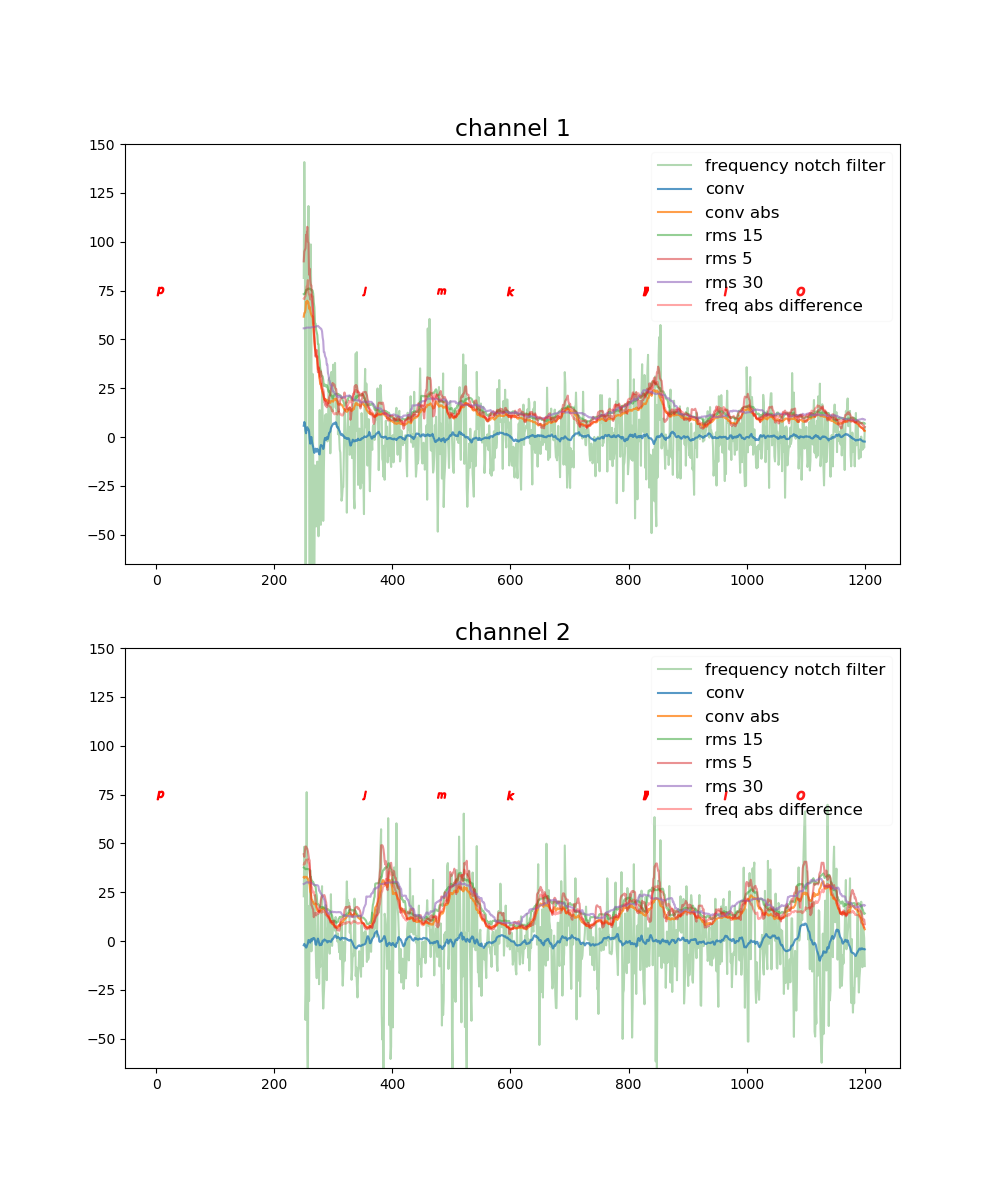 channel 1
150
125
100
75
50
25
0
−25
−50
frequency notch filter
conv
conv abs
rms 15
rms 5
rms 30
freq abs difference
p j m k l o
0 200 400 600 800 1000 1200
channel 2
150
125
100
75
50
25
0
−25
−50
frequency notch filter
conv
conv abs
rms 15
rms 5
rms 30
freq abs difference
p j m k l o
0 200 400 600 800 1000 1200